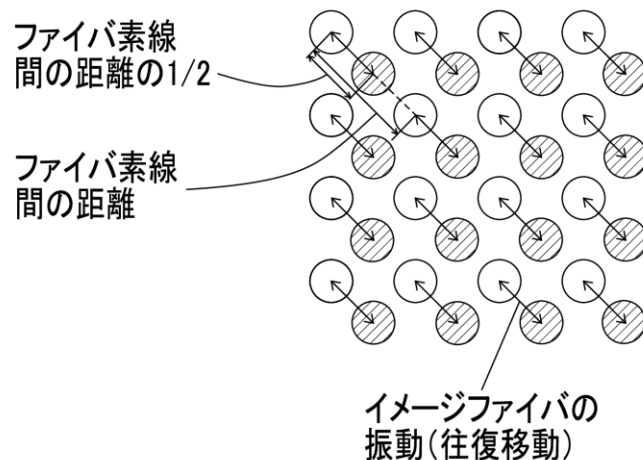 ファイバ素線
間の距離の1/2
ファイバ素線
間の距離
イメージファイバの
振動(往復移動)